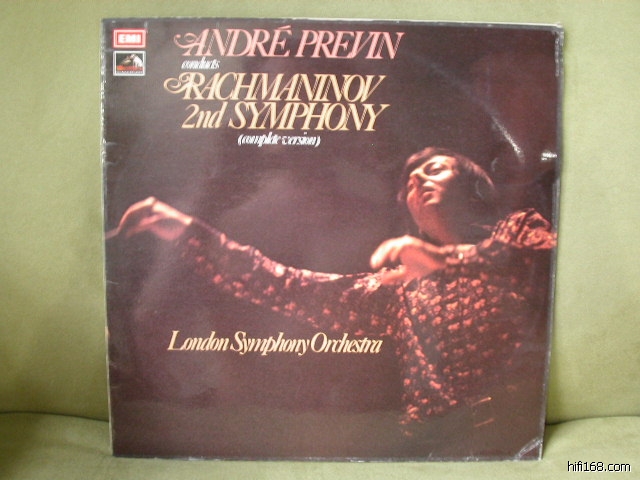 EMI
ANDRÉ PREVIN
conducts
RACHMANINOV
2nd SYMPHONY
(complete version)
London Symphony Orchestra
hifi168.com